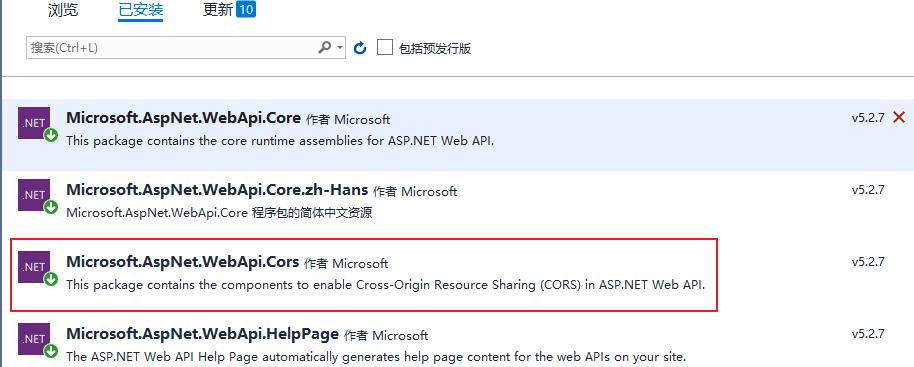 浏览 已安装 更新 10
搜索(Ctrl+L) 包括预发行版
.NET Microsoft.AspNet.WebApi.Core 作者 Microsoft v5.2.7
This package contains the core runtime assemblies for ASP.NET Web API.
.NET Microsoft.AspNet.WebApi.Core.zh-Hans 作者 Microsoft v5.2.7
Microsoft.AspNet.WebApi.Core 程序包的简体中文资源
.NET Microsoft.AspNet.WebApi.Cors 作者 Microsoft v5.2.7
This package contains the components to enable Cross-Origin Resource Sharing (CORS) in ASP.NET Web API.
.NET Microsoft.AspNet.WebApi.HelpPage 作者 Microsoft v5.2.7
The ASP.NET Web API Help Page automatically generates help page content for the web APIs on your site.